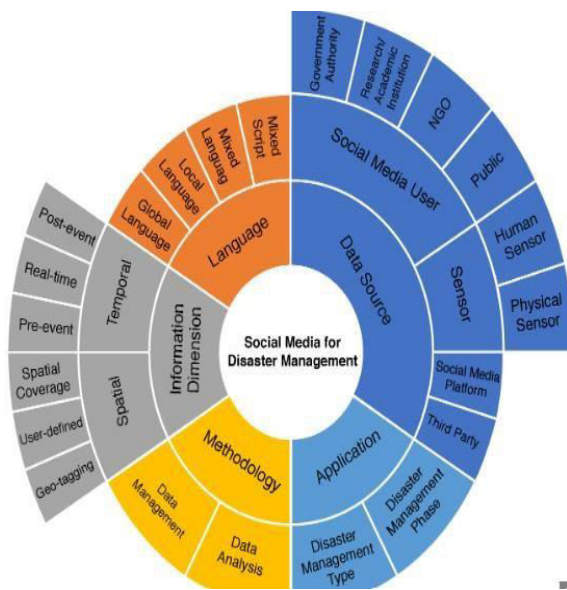 Social Media for
Disaster Management
Data Source
Social Media User
Government
Authority
Research/
Academic
Institution
NGO
Public
Sensor
Human
Sensor
Physical
Sensor
Social Media
Platform
Third Party
Application
Disaster
Management
Phase
Disaster
Management
Type
Methodology
Data
Analysis
Data
Management
Information
Dimension
Spatial
Geo-tagging
User-defined
Spatial
Coverage
Temporal
Pre-event
Real-time
Post-event
Language
Global
Language
Local
Language
Mixed
Languag
Mixed
Script